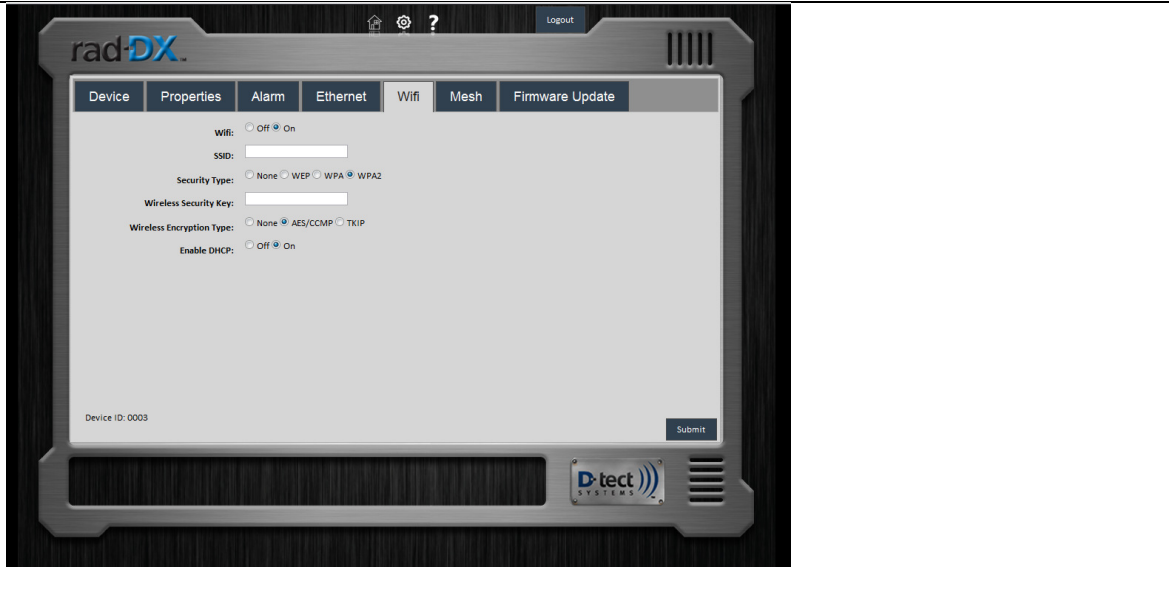 ? Logout
rad-DX
Device Properties Alarm Ethernet Wifi Mesh Firmware Update
Wifi: Off On
SSID:
Security Type: None WEP WPA WPA2
Wireless Security Key:
Wireless Encryption Type: None AES/CCMP TKIP
Enable DHCP: Off On
Device ID: 0003
Submit
D-tect
SYSTEMS